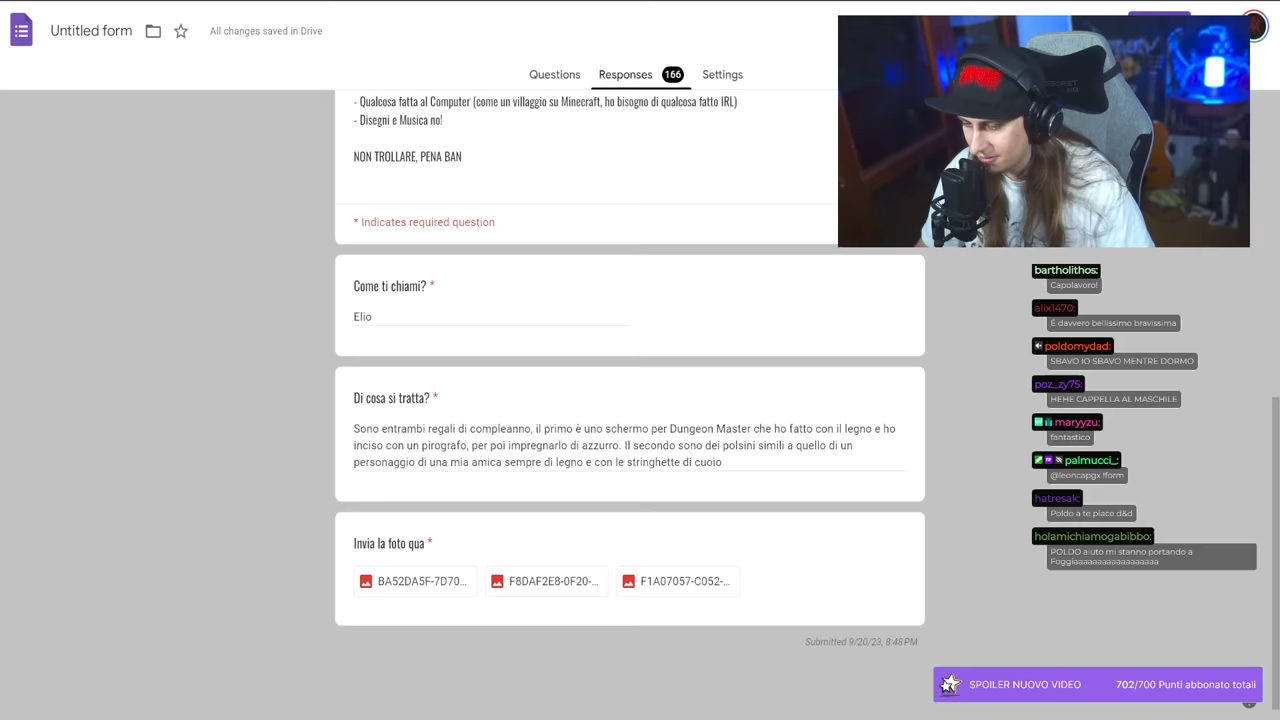 Untitled form
All changes saved in Drive
Questions
Responses 166
Settings
- Qualcosa fatta al Computer (come un villaggio su Minecraft, ho bisogno di qualcosa fatto IRL)
- Disegni e Musica no!
NON TROLLARE, PENA BAN
* Indicates required question
Come ti chiami? *
Elio
Di cosa si tratta? *
Sono entrambi regali di compleanno, il primo è uno schermo per Dungeon Master che ho fatto con il legno e ho
inciso con un pirografo, per poi impregnarlo di azzurro. Il secondo sono dei polsini simili a quello di un
personaggio di una mia amica sempre di legno e con le stringhette di cuoio
Invia la foto qua *
BA52DA5F-7D70...
F8DAF2E8-0F20-...
F1A07057-C052-...
Submitted 9/20/23, 8:48 PM
bartholithos:
Capolavoro!
alix1470:
É davvero bellissimo bravissima
poldomydad:
SBAVO IO SBAVO MENTRE DORMO
poz_zy75:
HEHE CAPPELLA AL MASCHILE
maryyzu:
fantastico
palmucci_:
@leoncapgx !form
hatresak:
Poldo a te piace d&d
holamichiamogabibbo:
POLDO aiuto mi stanno portando a
Foggiaaaaaaaaaaaaaaaaaa
SPOILER NUOVO VIDEO
702/700 Punti abbonato totali